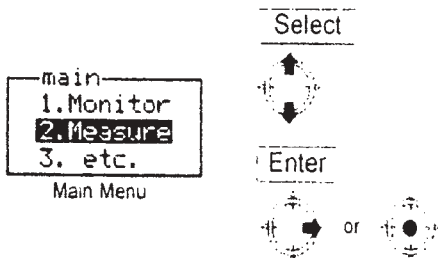 Select
main
1.Monitor
2.Measure
3. etc.
Main Menu
Enter
or